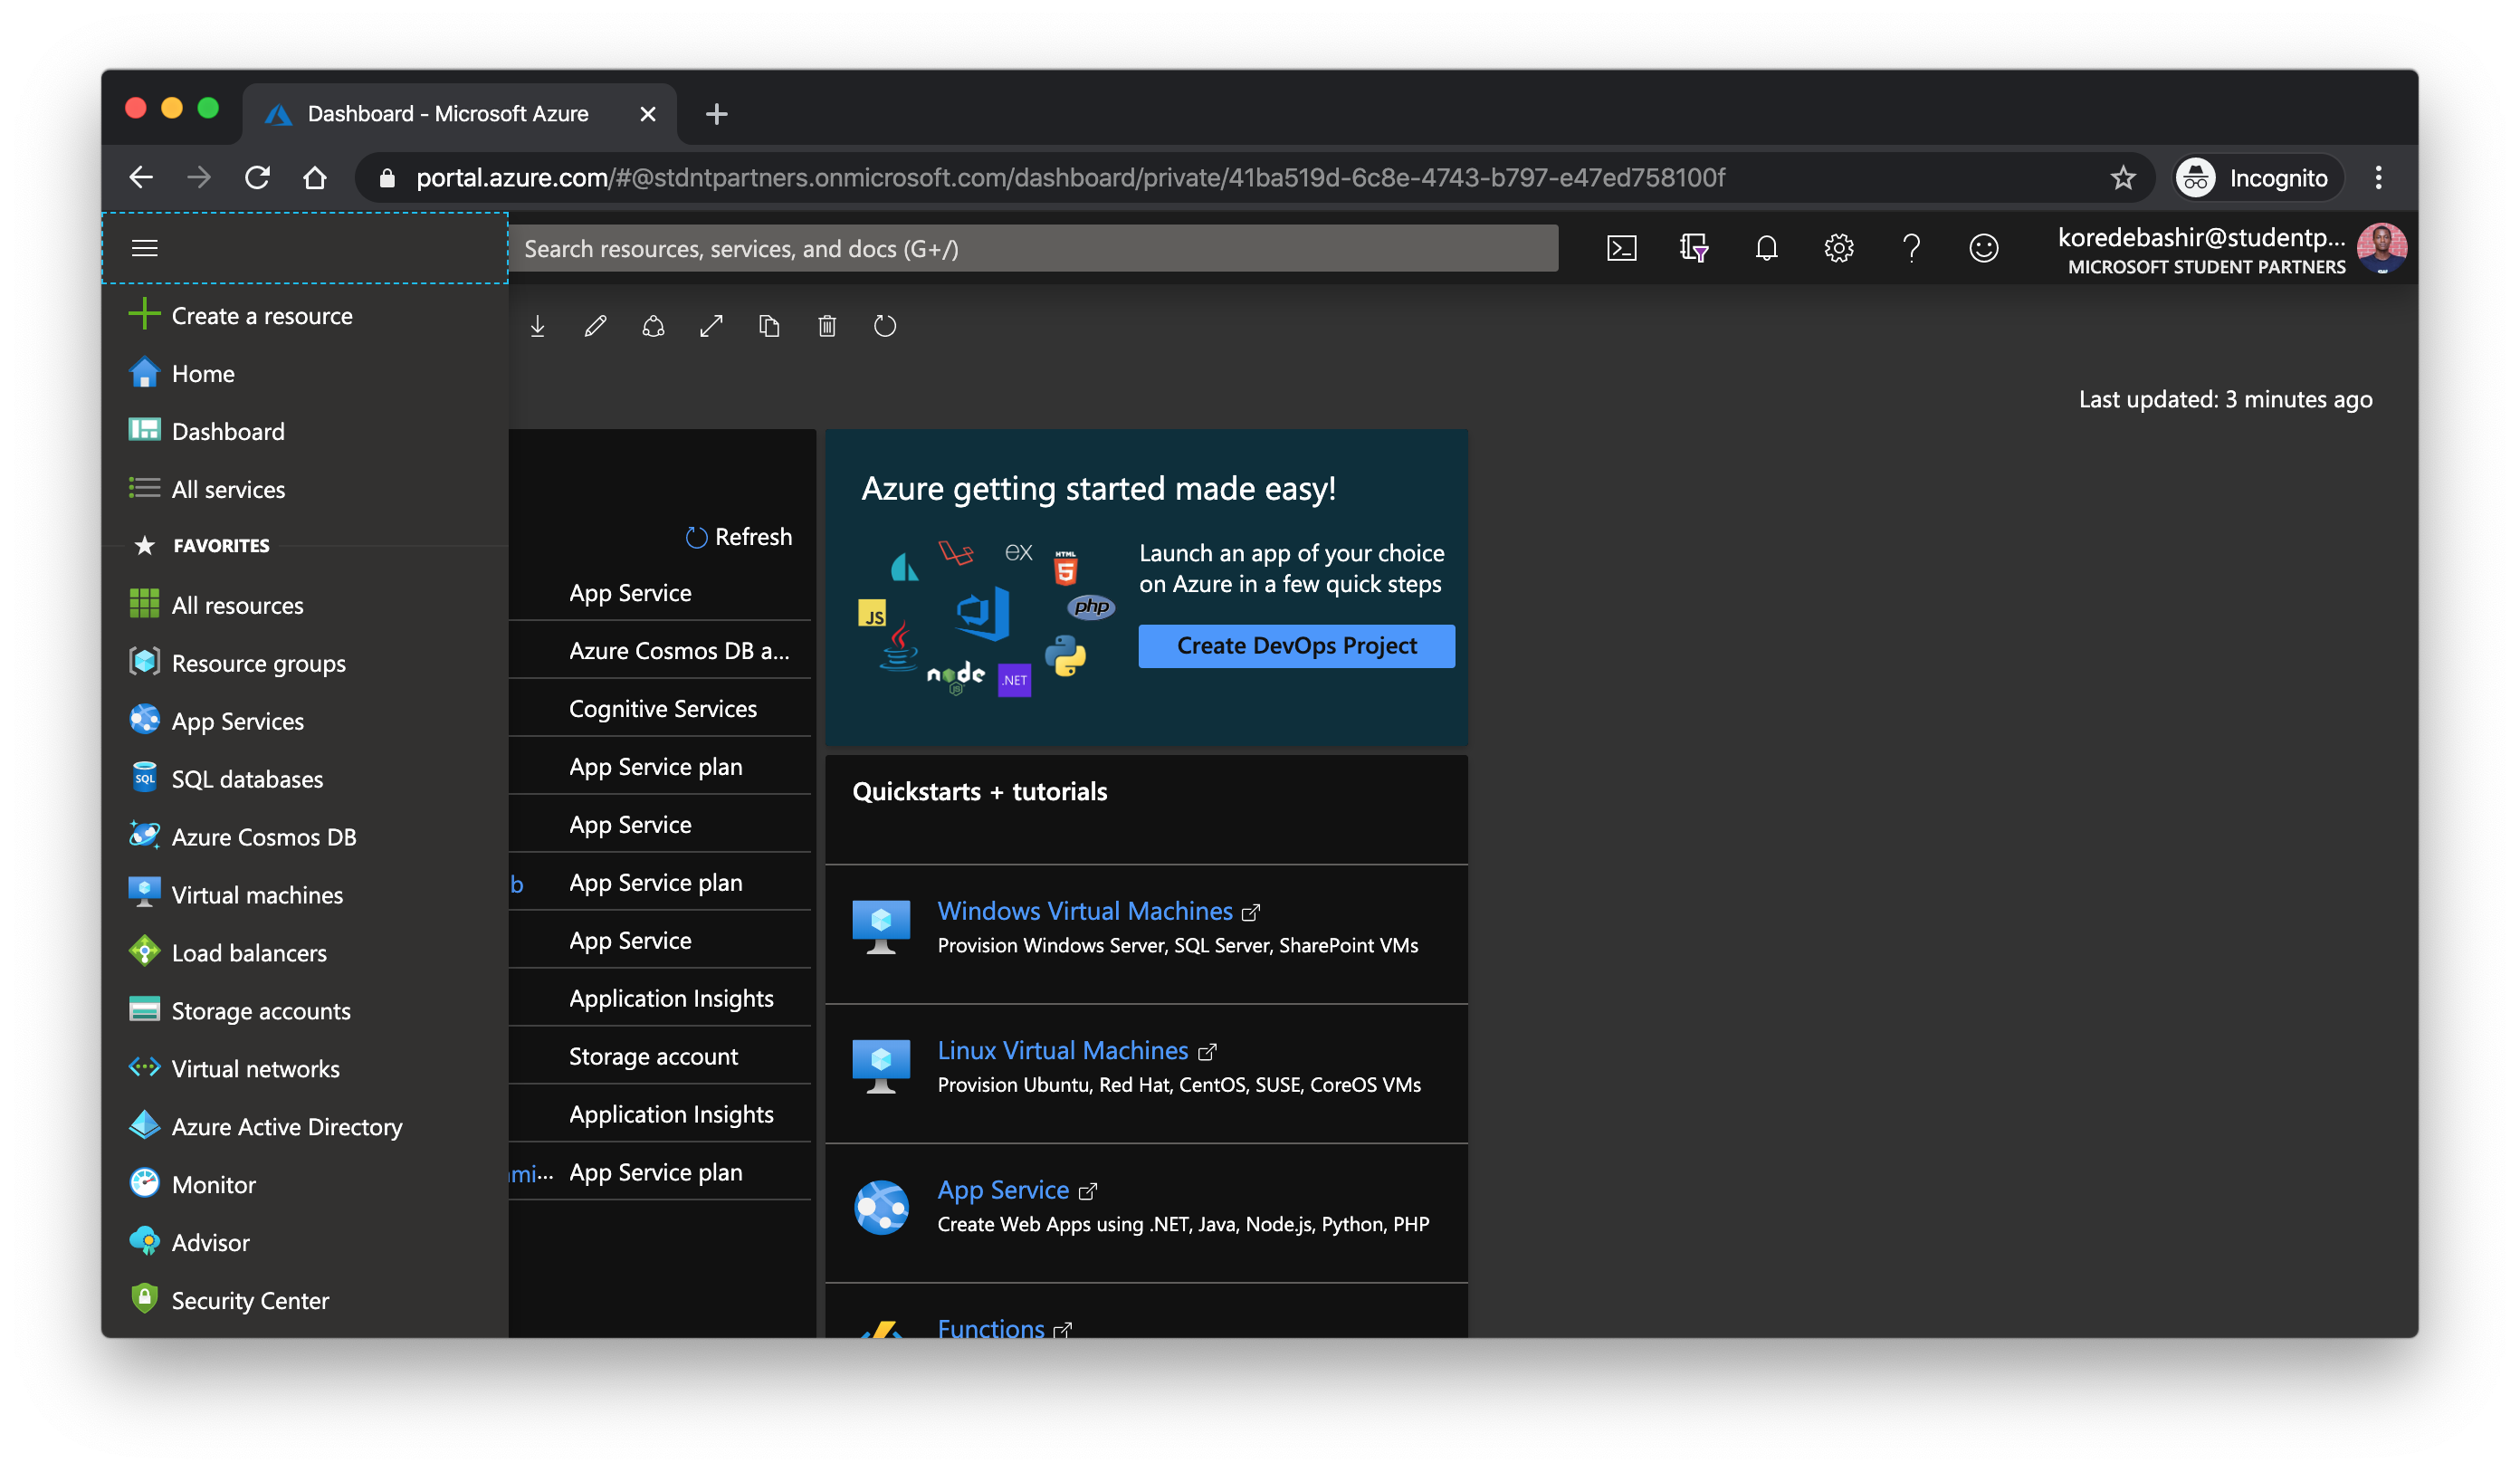 Dashboard - Microsoft Azure
portal.azure.com/#@stdntpartners.onmicrosoft.com/dashboard/private/41ba519d-6c8e-4743-b797-e47ed758100f
Incognito
Search resources, services, and docs (G+/)
koredebashir@studentp...
MICROSOFT STUDENT PARTNERS
Create a resource
Home
Dashboard
All services
FAVORITES
All resources
Resource groups
App Services
SQL
SQL databases
Azure Cosmos DB
Virtual machines
Load balancers
Storage accounts
Virtual networks
Azure Active Directory
Monitor
Advisor
Security Center
Last updated: 3 minutes ago
Refresh
App Service
Azure Cosmos DB a...
Cognitive Services
App Service plan
App Service
b App Service plan
App Service
Application Insights
Storage account
Application Insights
mi... App Service plan
Azure getting started made easy!
Launch an app of your choice
on Azure in a few quick steps
Create DevOps Project
ex
HTML
5
JS
php
node
JS
.NET
Quickstarts + tutorials
Windows Virtual Machines
Provision Windows Server, SQL Server, SharePoint VMs
Linux Virtual Machines
Provision Ubuntu, Red Hat, CentOS, SUSE, CoreOS VMs
App Service
Create Web Apps using .NET, Java, Node.js, Python, PHP
Functions